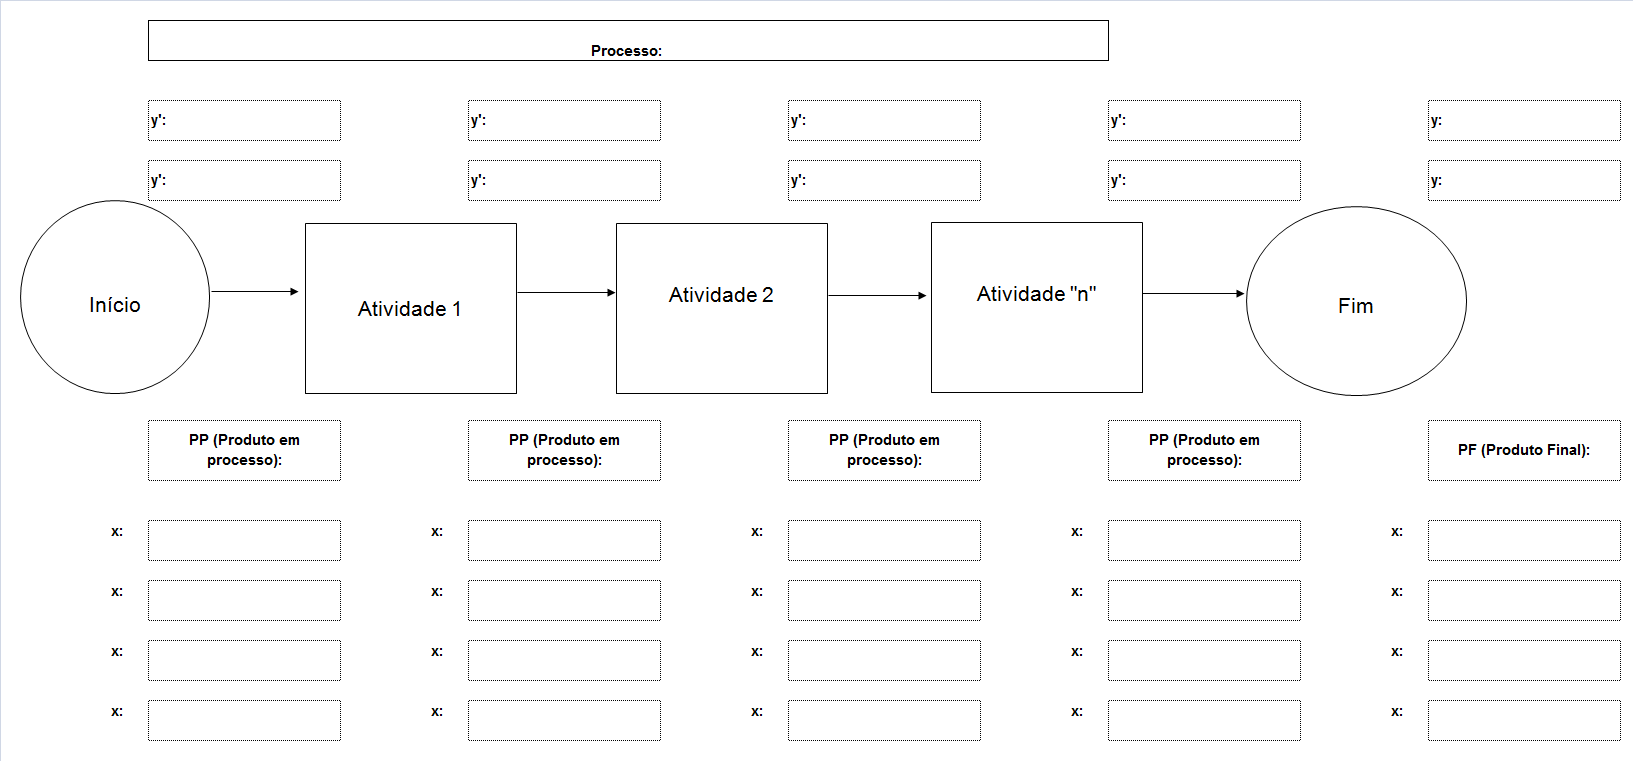 Processo:
y': y': y': y': y:
y': y': y': y': y:
Início
Atividade 1
Atividade 2
Atividade "n"
Fim
PP (Produto em
processo):
PP (Produto em
processo):
PP (Produto em
processo):
PP (Produto em
processo):
PF (Produto Final):
x: x: x: x: x:
x: x: x: x: x:
x: x: x: x: x:
x: x: x: x: x: